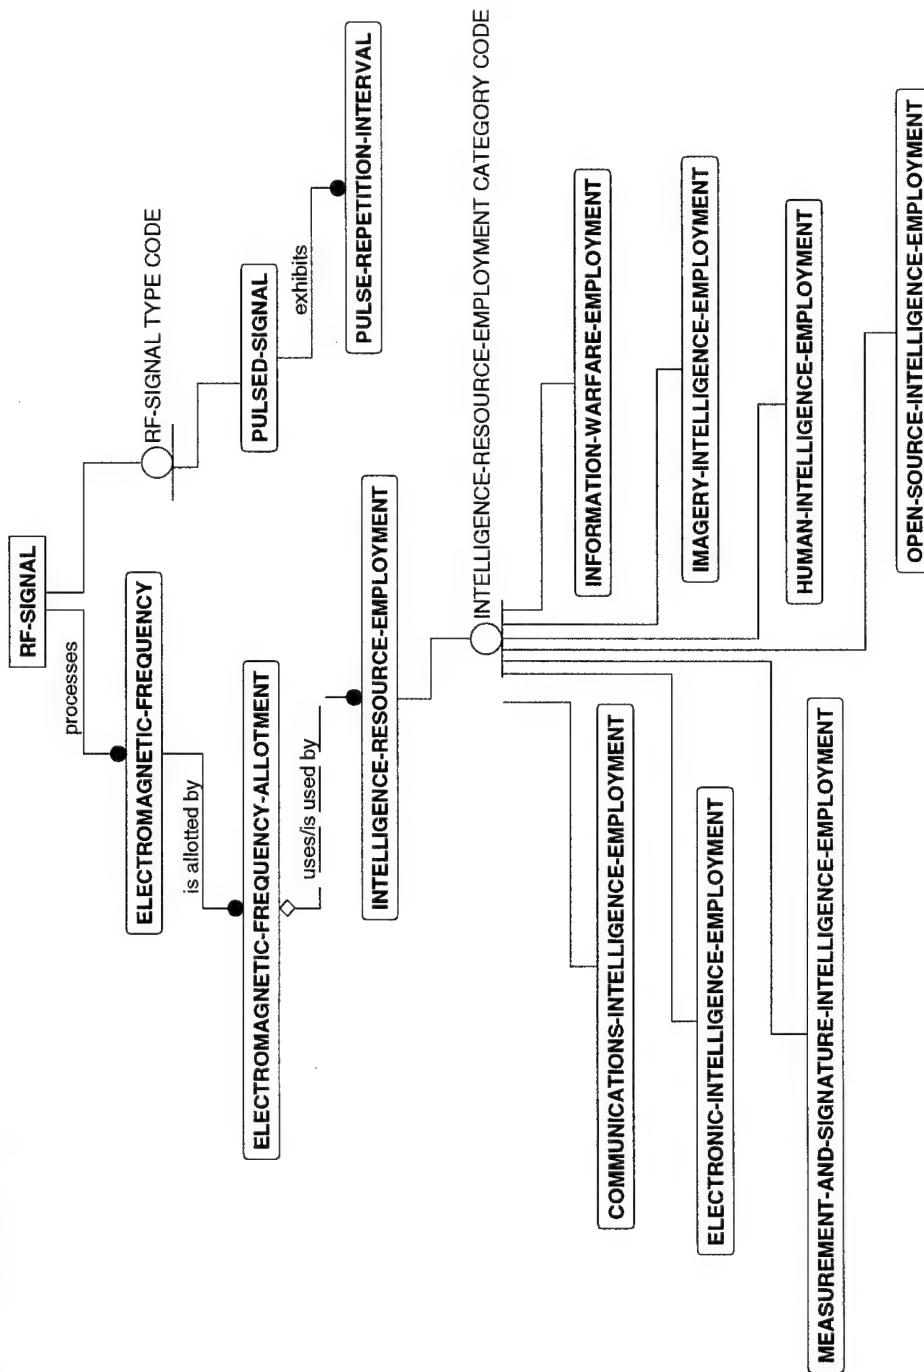 RF-SIGNAL
processes
RF-SIGNAL TYPE CODE
ELECTROMAGNETIC-FREQUENCY
PULSED-SIGNAL
is allotted by
exhibits
ELECTROMAGNETIC-FREQUENCY-ALLOTMENT
PULSE-REPETITION-INTERVAL
uses/is used by
INTELLIGENCE-RESOURCE-EMPLOYMENT
INTELLIGENCE-RESOURCE-EMPLOYMENT CATEGORY CODE
COMMUNICATIONS-INTELLIGENCE-EMPLOYMENT
INFORMATION-WARFARE-EMPLOYMENT
ELECTRONIC-INTELLIGENCE-EMPLOYMENT
IMAGERY-INTELLIGENCE-EMPLOYMENT
MEASUREMENT-AND-SIGNATURE-INTELLIGENCE-EMPLOYMENT
HUMAN-INTELLIGENCE-EMPLOYMENT
OPEN-SOURCE-INTELLIGENCE-EMPLOYMENT